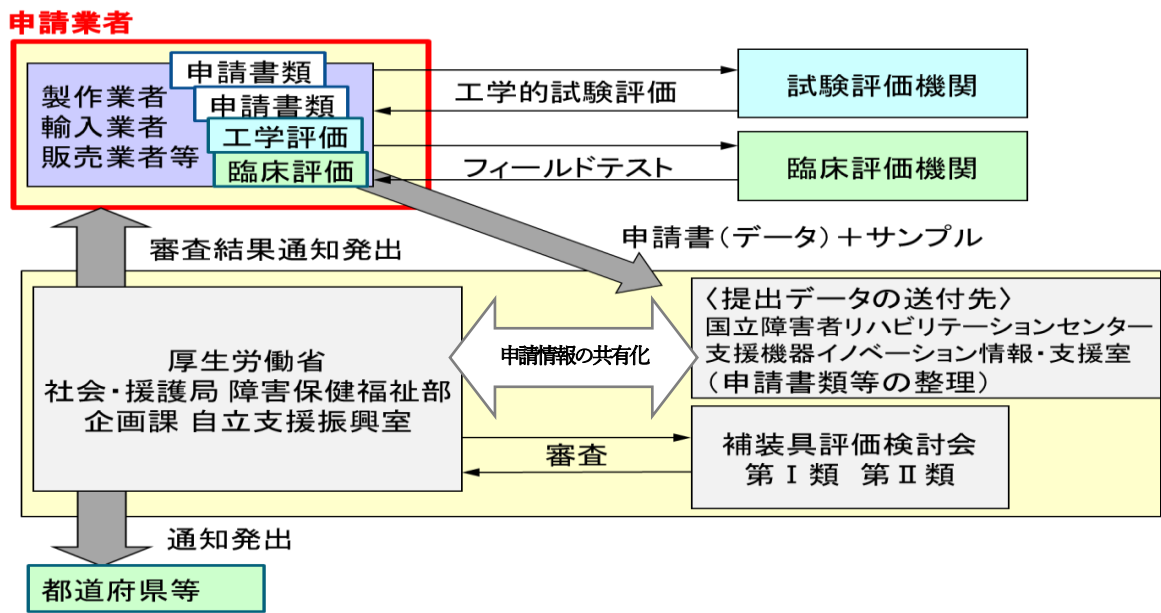 申請業者
申請書類
申請書類
工学評価
臨床評価
製作業者
輸入業者
販売業者等
工学的試験評価
試験評価機関
フィールドテスト
臨床評価機関
審査結果通知発出
申請書(データ)+サンプル
厚生労働省
社会・援護局 障害保健福祉部
企画課 自立支援振興室
申請情報の共有化
〈提出データの送付先〉
国立障害者リハビリテーションセンター
支援機器イノベーション情報・支援室
(申請書類等の整理)
審査
補装具評価検討会
第Ⅰ類 第Ⅱ類
通知発出
都道府県等